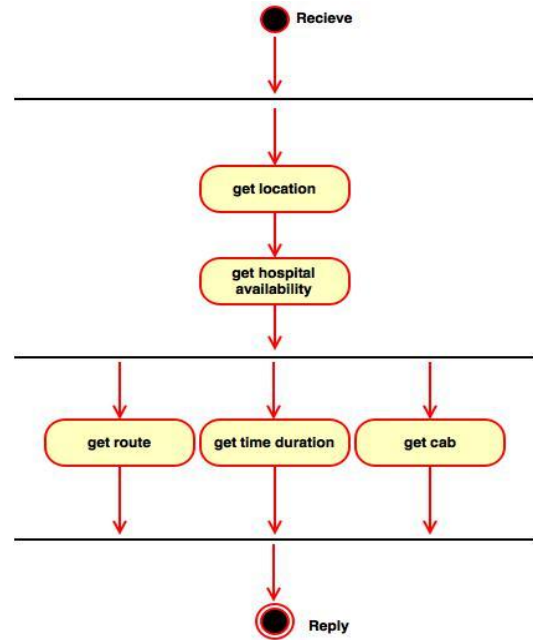 Recieve
get location
get hospital
availability
get route
get time duration
get cab
Reply